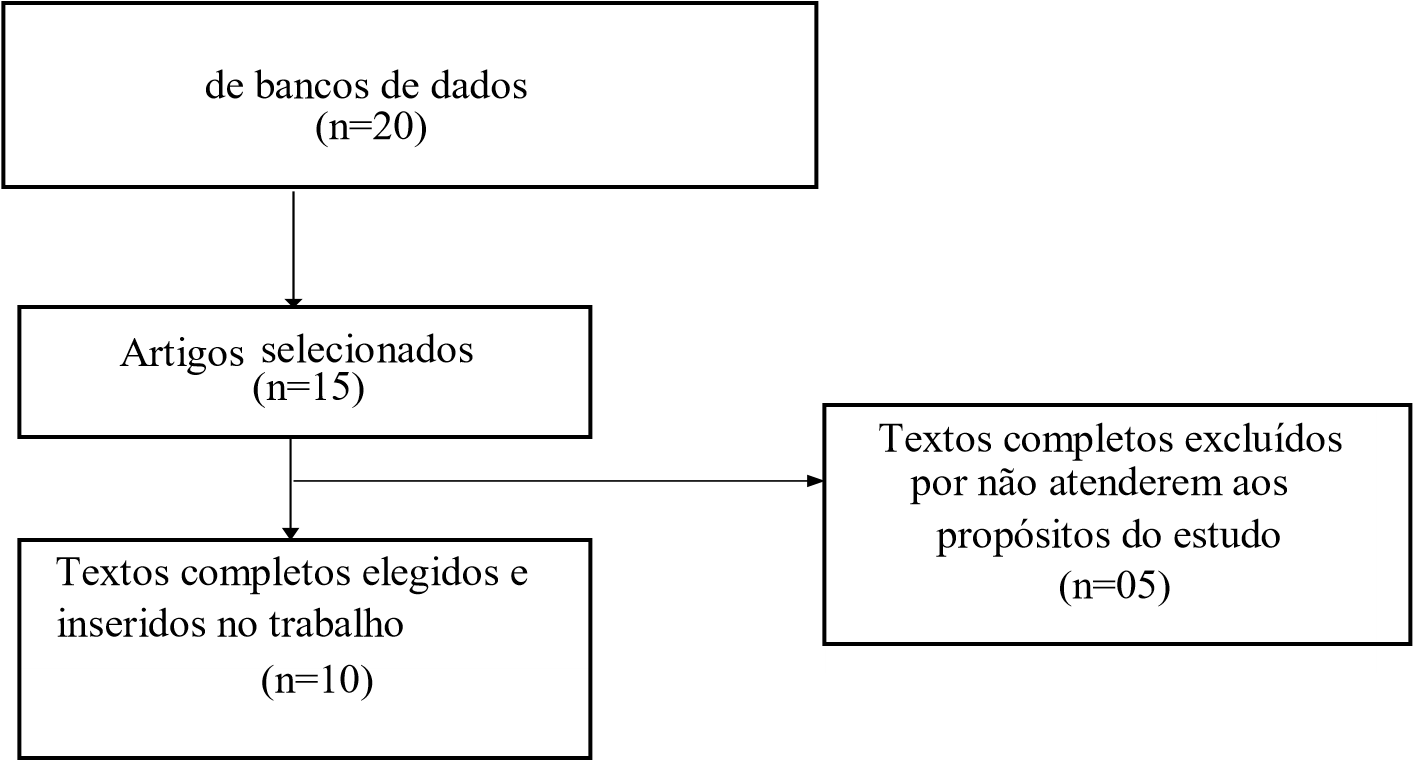 de bancos de dados
(n=20)
Artigos selecionados
(n=15)
Textos completos excluídos
por não atenderem aos
propósitos do estudo
(n=05)
Textos completos elegidos e
inseridos no trabalho
(n=10)